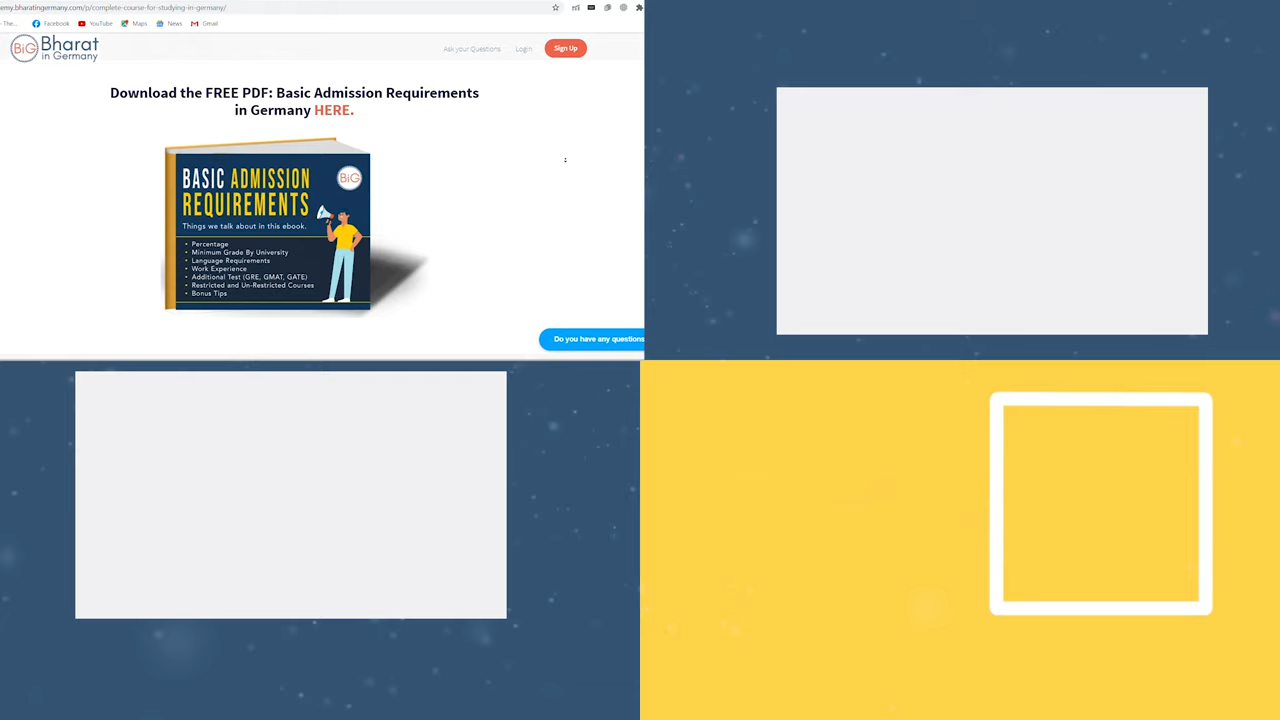 emy.bharatingermany.com/p/complete-course-for-studying-in-germany/
The... Facebook YouTube Maps News Gmail
BiG Bharat in Germany
Ask your Questions Login Sign Up
Download the FREE PDF: Basic Admission Requirements
in Germany HERE.
BiG
BASIC ADMISSION
REQUIREMENTS
Things we talk about in this ebook.
• Percentage
• Minimum Grade By University
• Language Requirements
• Work Experience
• Additional Test (GRE, GMAT, GATE)
• Restricted and Un-Restricted Courses
• Bonus Tips
Do you have any questions